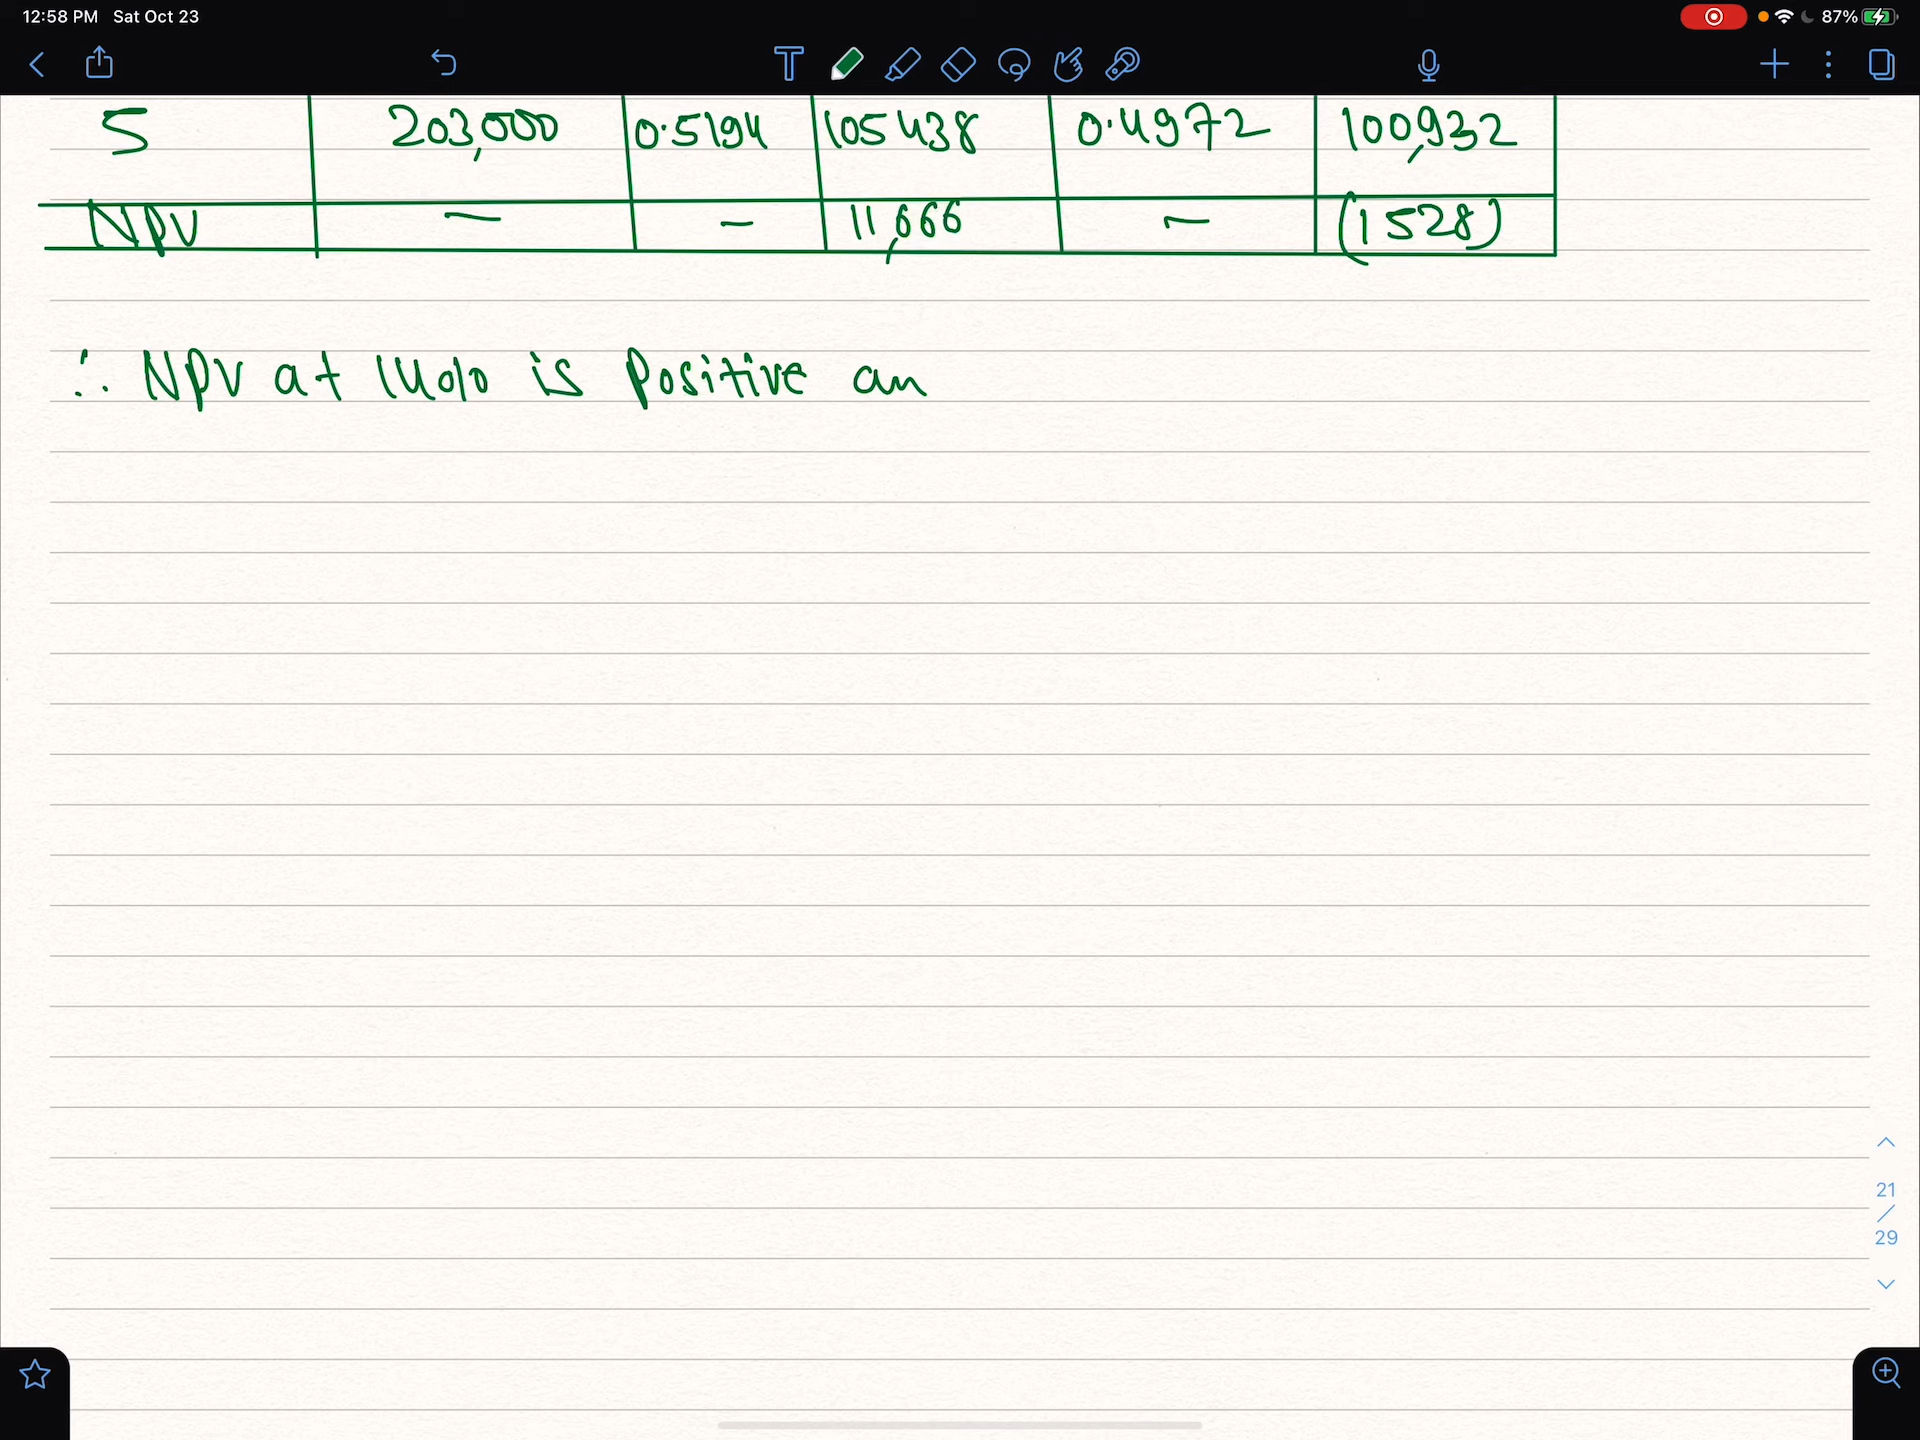 12:58 PM Sat Oct 23
87%
T
5 203,000 0.5194 105438 0.4972 100,932
NPV — – 11,666 — (1528)
∴ NPV at 14% is Positive an
21
/
29